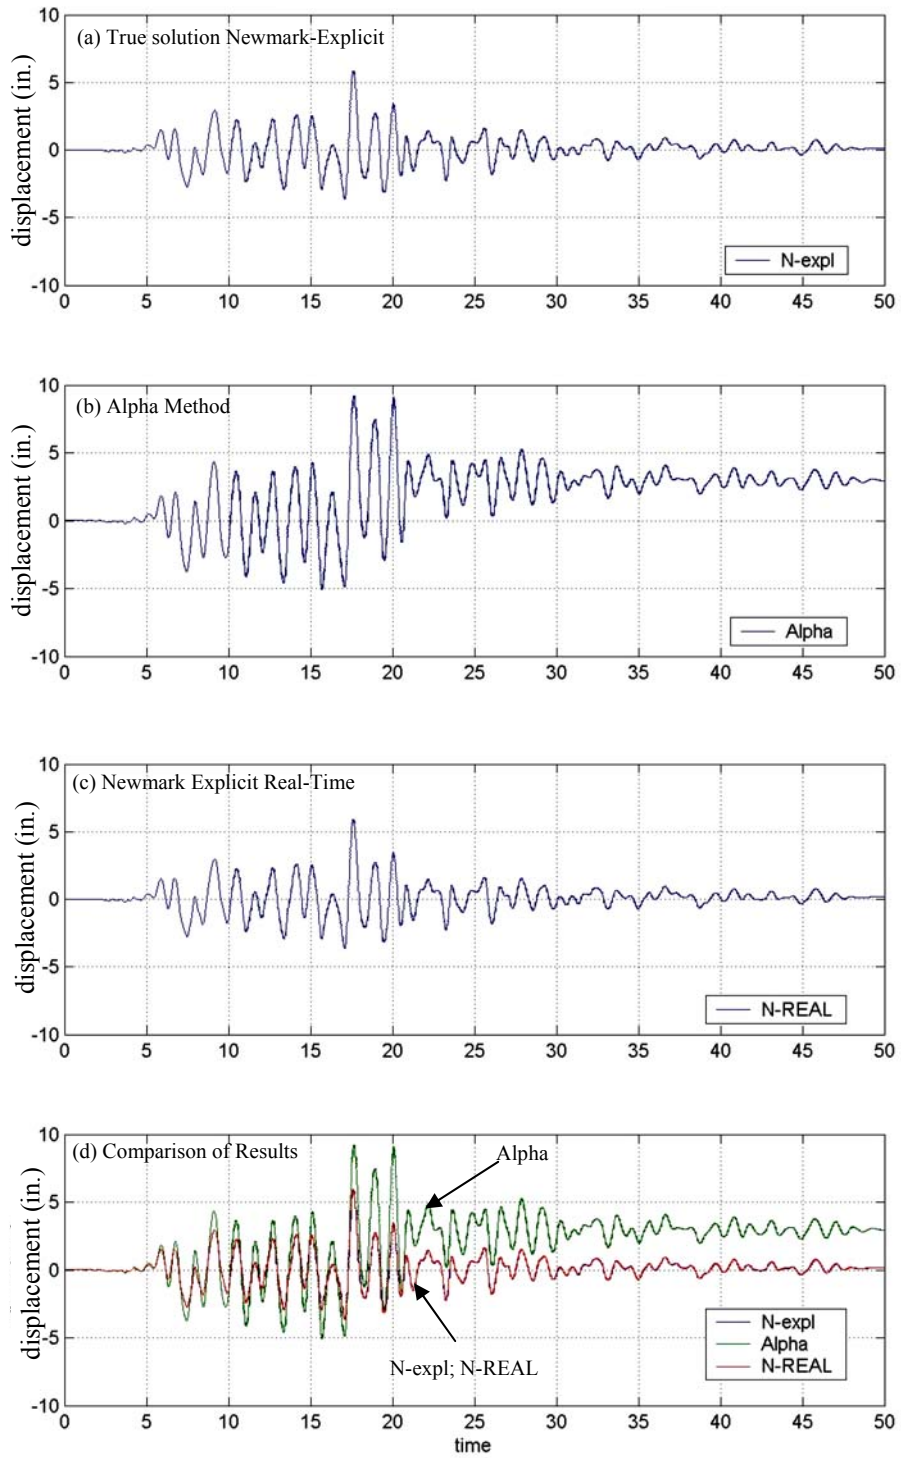 (a) True solution Newmark-Explicit
displacement (in.)
10
5
0
-5
-10
N-expl
0 5 10 15 20 25 30 35 40 45 50
(b) Alpha Method
displacement (in.)
10
5
0
-5
-10
Alpha
0 5 10 15 20 25 30 35 40 45 50
(c) Newmark Explicit Real-Time
displacement (in.)
10
5
0
-5
-10
N-REAL
0 5 10 15 20 25 30 35 40 45 50
(d) Comparison of Results
displacement (in.)
10
5
0
-5
-10
Alpha
N-expl; N-REAL
N-expl
Alpha
N-REAL
0 5 10 15 20 25 30 35 40 45 50
time